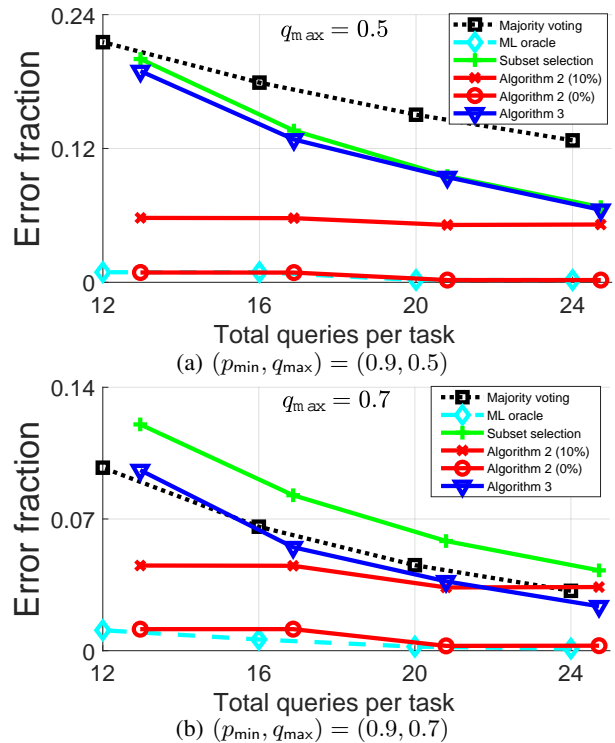 0.24
q_max = 0.5
Majority voting
ML oracle
Subset selection
Algorithm 2 (10%)
Algorithm 2 (0%)
Algorithm 3
0.12
0
Error fraction
12 16 20 24
Total queries per task
(a) (p_min, q_max) = (0.9, 0.5)
0.14
q_max = 0.7
Majority voting
ML oracle
Subset selection
Algorithm 2 (10%)
Algorithm 2 (0%)
Algorithm 3
0.07
0
Error fraction
12 16 20 24
Total queries per task
(b) (p_min, q_max) = (0.9, 0.7)